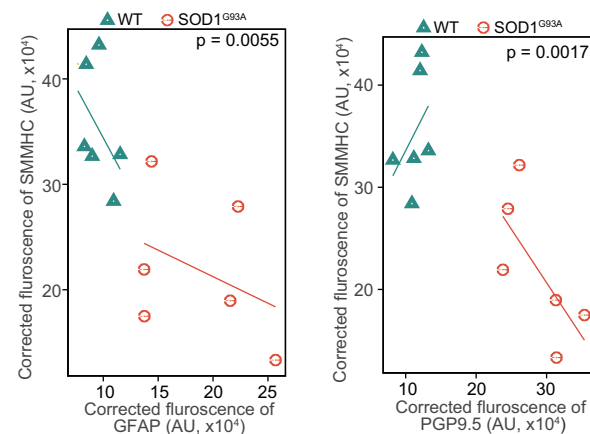 WT SOD1ᴳ⁹³ᴬ
p = 0.0055
Corrected fluroscence of SMMHC (AU, x10⁴)
40
30
20
10 15 20 25
Corrected fluroscence of
GFAP (AU, x10⁴)
WT SOD1ᴳ⁹³ᴬ
p = 0.0017
Corrected fluroscence of SMMHC (AU, x10⁴)
40
30
20
10 20 30
Corrected fluroscence of
PGP9.5 (AU, x10⁴)